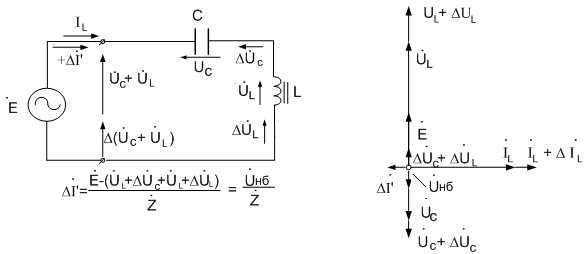 I_L
C
+Δİ'
ΔU̇_c
U_C
U̇_C + U̇_L
Ė
U̇_L
L
Δ(U̇_C + U̇_L)
ΔU̇_L
Δİ' = Ė-(U̇_L+ΔU̇_C+U̇_L+ΔU̇_L) / Ż = U̇нб / Ż
U_L + ΔU_L
U̇_L
Ė
ΔU̇_C + ΔU̇_L
İ_L
İ_L + Δ İ_L
Δİ'
U̇нб
U̇_C
U̇_C + ΔU̇_C